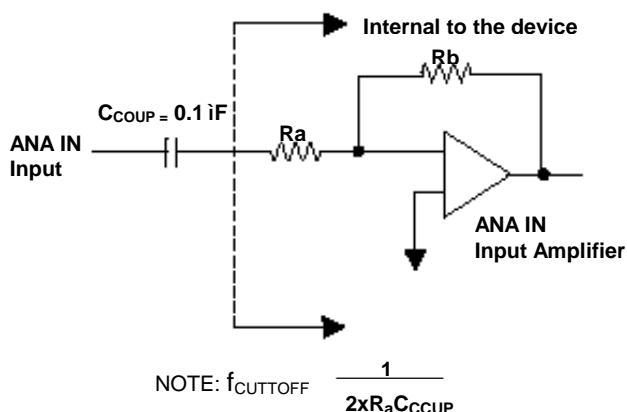 Internal to the device
Rb
CCOUP = 0.1 ìF
Ra
ANA IN
Input
ANA IN
Input Amplifier
NOTE: fCUTTOFF 1
2xRaCCCUP